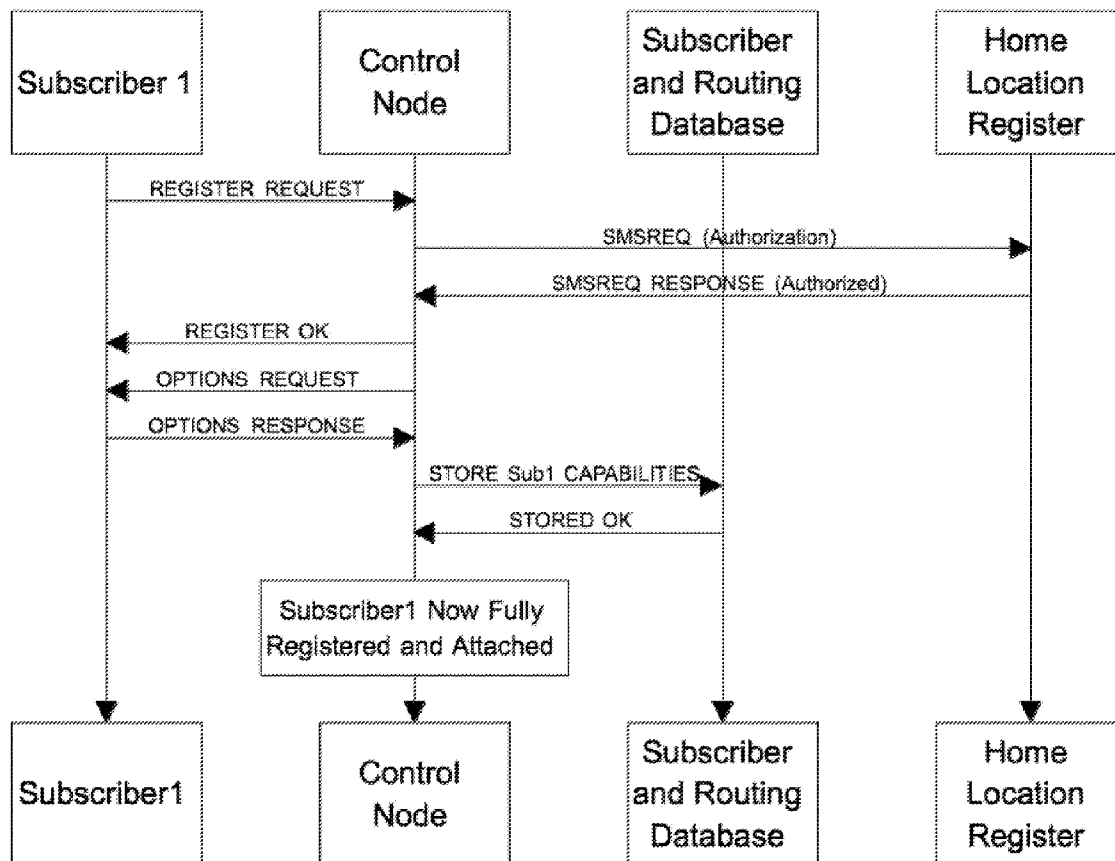 Subscriber 1
Control
Node
Subscriber
and Routing
Database
Home
Location
Register
REGISTER REQUEST
SMSREQ (Authorization)
SMSREQ RESPONSE (Authorized)
REGISTER OK
OPTIONS REQUEST
OPTIONS RESPONSE
STORE Sub1 CAPABILITIES
STORED OK
Subscriber1 Now Fully
Registered and Attached
Subscriber1
Control
Node
Subscriber
and Routing
Database
Home
Location
Register